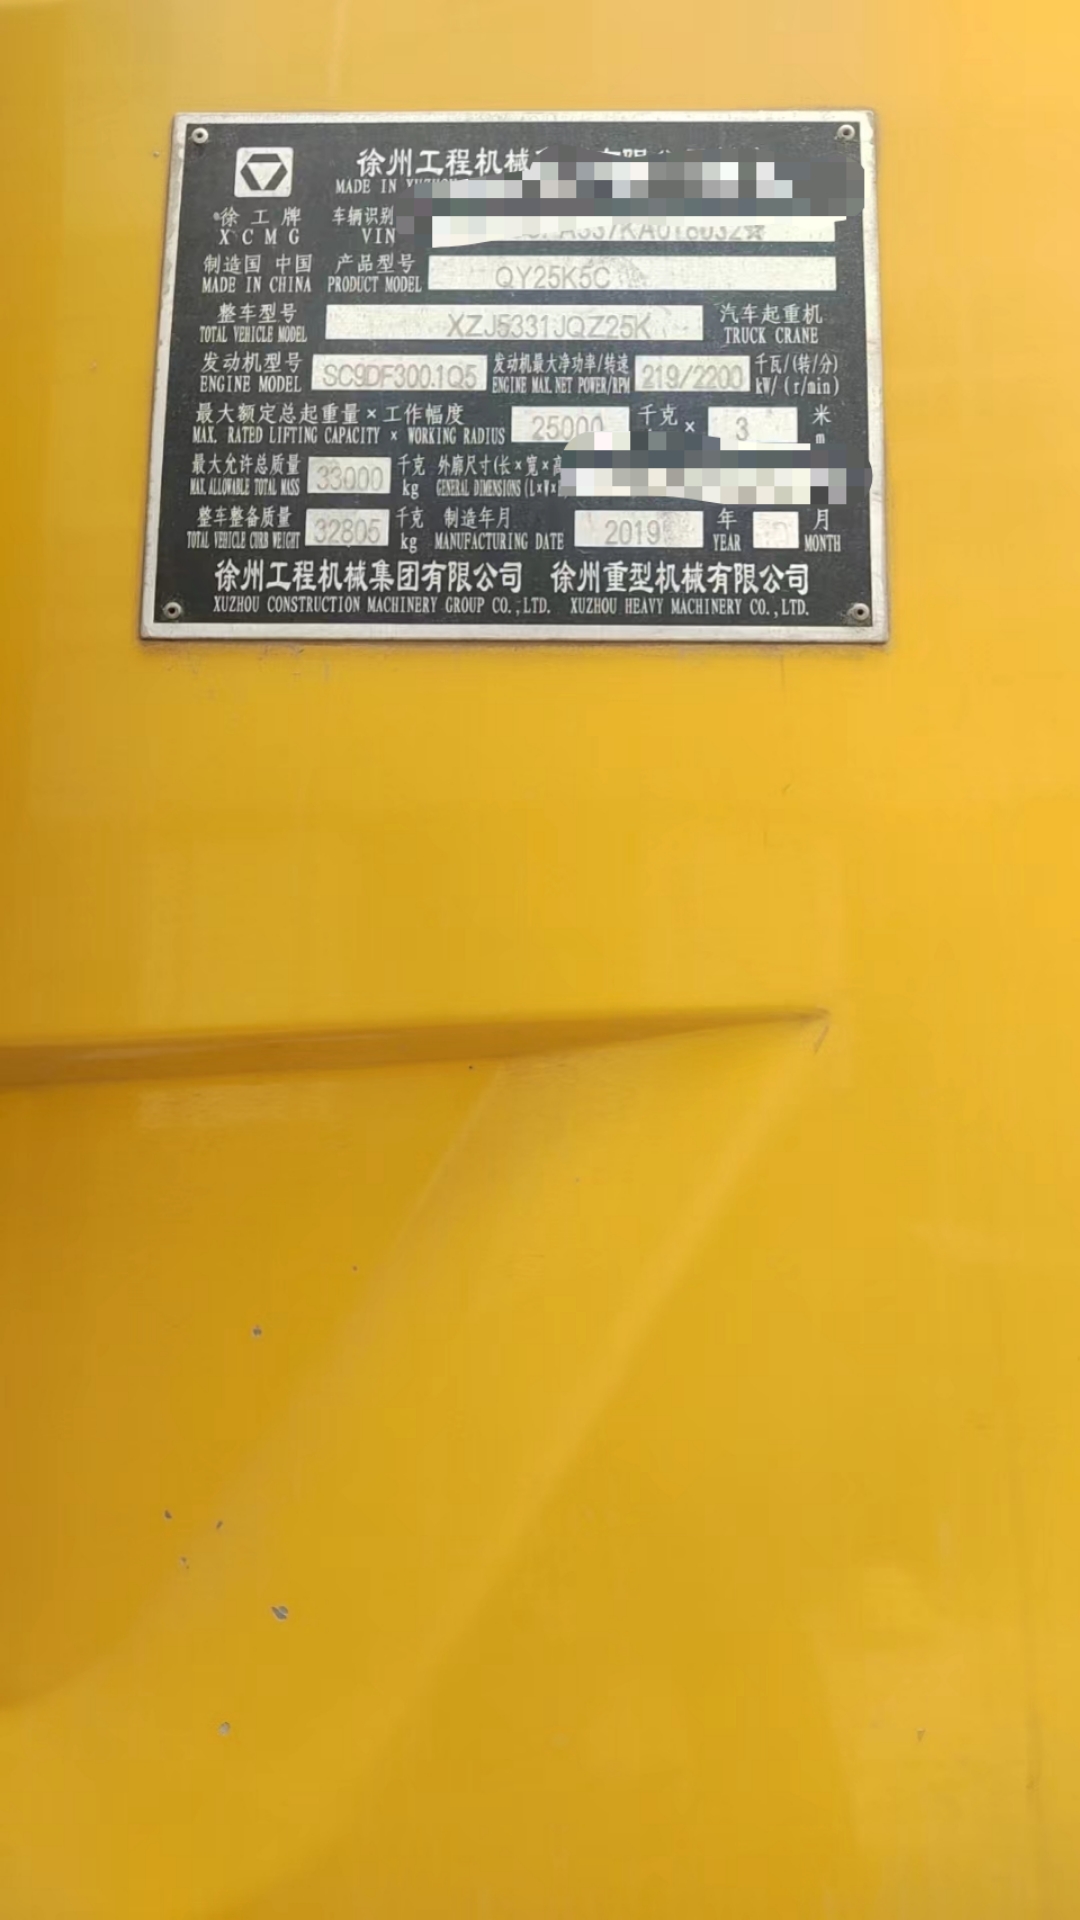 徐州工程机械
MADE IN
徐工牌 车辆识别
XCMG VIN
制造国 中国 产品型号 QY25K5C
MADE IN CHINA PRODUCT MODEL
整车型号 XZJ5331JQZ25K 汽车起重机
TOTAL VEHICLE MODEL TRUCK CRANE
发动机型号 SC9DF300.1Q5 发动机最大净功率/转速 219/2200 千瓦/(转/分)
ENGINE MODEL ENGINE MAX.NET POWER/RPM kW/(r/min)
最大额定总起重量×工作幅度 25000 千克 × 3 米
MAX. RATED LIFTING CAPACITY × WORKING RADIUS m
最大允许总质量 33000 千克 外廓尺寸(长×宽×高
MAX.ALLOWABLE TOTAL MASS kg GENERAL DIMENSIONS(L×W×
整车整备质量 32805 千克 制造年月 2019 年 月
TOTAL VEHICLE CURB WEIGHT kg MANUFACTURING DATE YEAR MONTH
徐州工程机械集团有限公司 徐州重型机械有限公司
XUZHOU CONSTRUCTION MACHINERY GROUP CO.,LTD. XUZHOU HEAVY MACHINERY CO.,LTD.